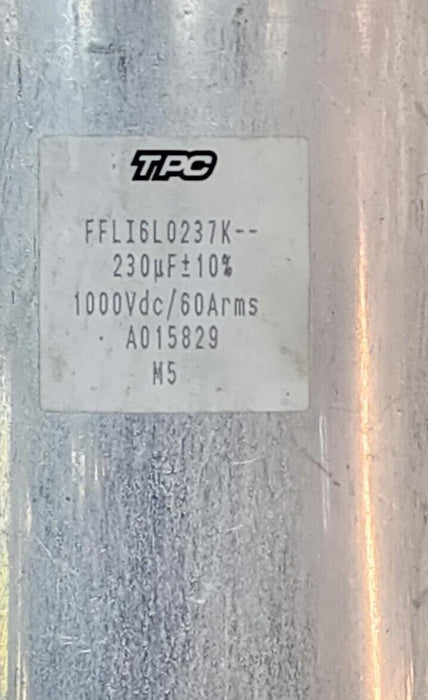 TPC
FFLI6L0237K--
230µF±10%
1000Vdc/60Arms
A015829
M5